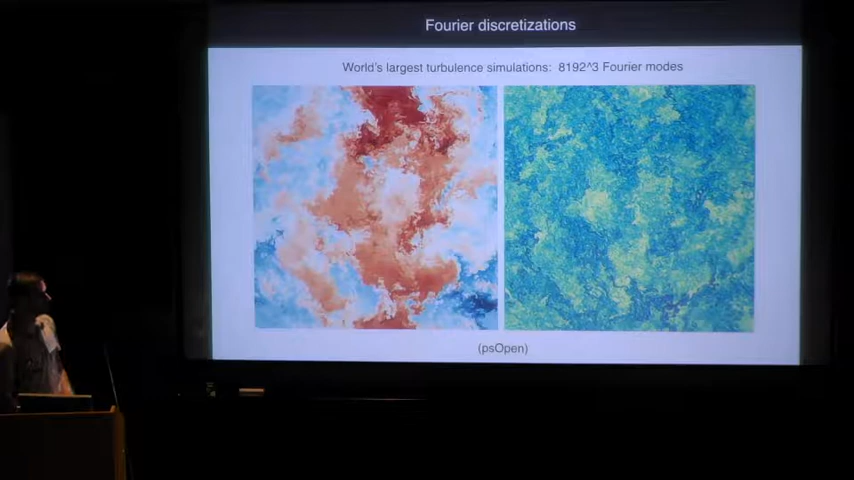 Fourier discretizations
World's largest turbulence simulations:  8192^3 Fourier modes
(psOpen)